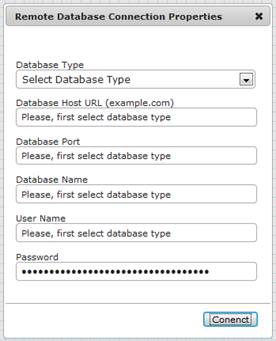 Remote Database Connection Properties ✖
Database Type
Select Database Type
Database Host URL (example.com)
Please, first select database type
Database Port
Please, first select database type
Database Name
Please, first select database type
User Name
Please, first select database type
Password
Conenct